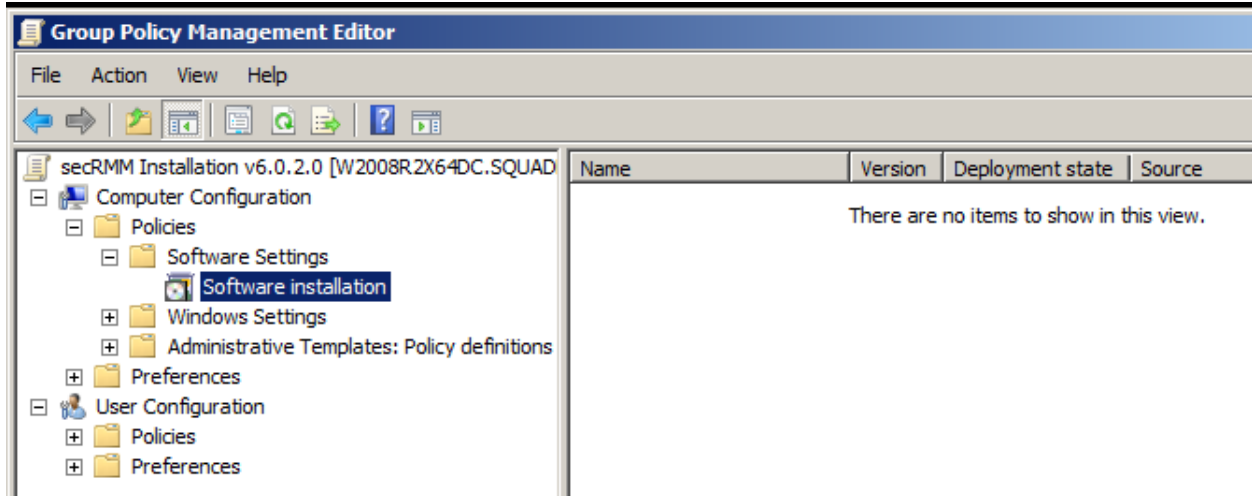 Group Policy Management Editor
File Action View Help
secRMM Installation v6.0.2.0 [W2008R2X64DC.SQUAD
Name Version Deployment state Source
Computer Configuration
There are no items to show in this view.
Policies
Software Settings
Software installation
Windows Settings
Administrative Templates: Policy definitions
Preferences
User Configuration
Policies
Preferences